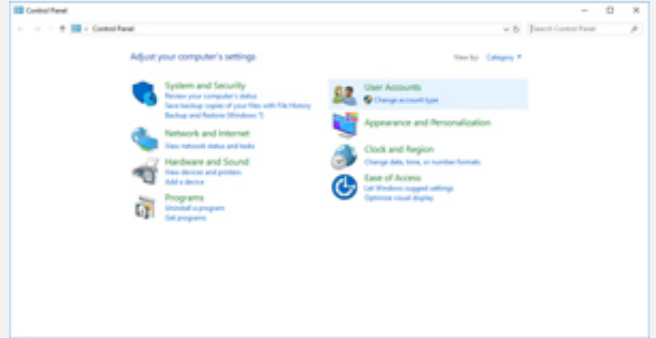 Control Panel
Control Panel
Search Control Panel
Adjust your computer's settings
View by: Category
System and Security
Review your computer's status
Save backup copies of your files with File History
Backup and Restore (Windows 7)
Network and Internet
View network status and tasks
Hardware and Sound
View devices and printers
Add a device
Programs
Uninstall a program
Get programs
User Accounts
Change account type
Appearance and Personalization
Clock and Region
Change date, time, or number formats
Ease of Access
Let Windows suggest settings
Optimize visual display